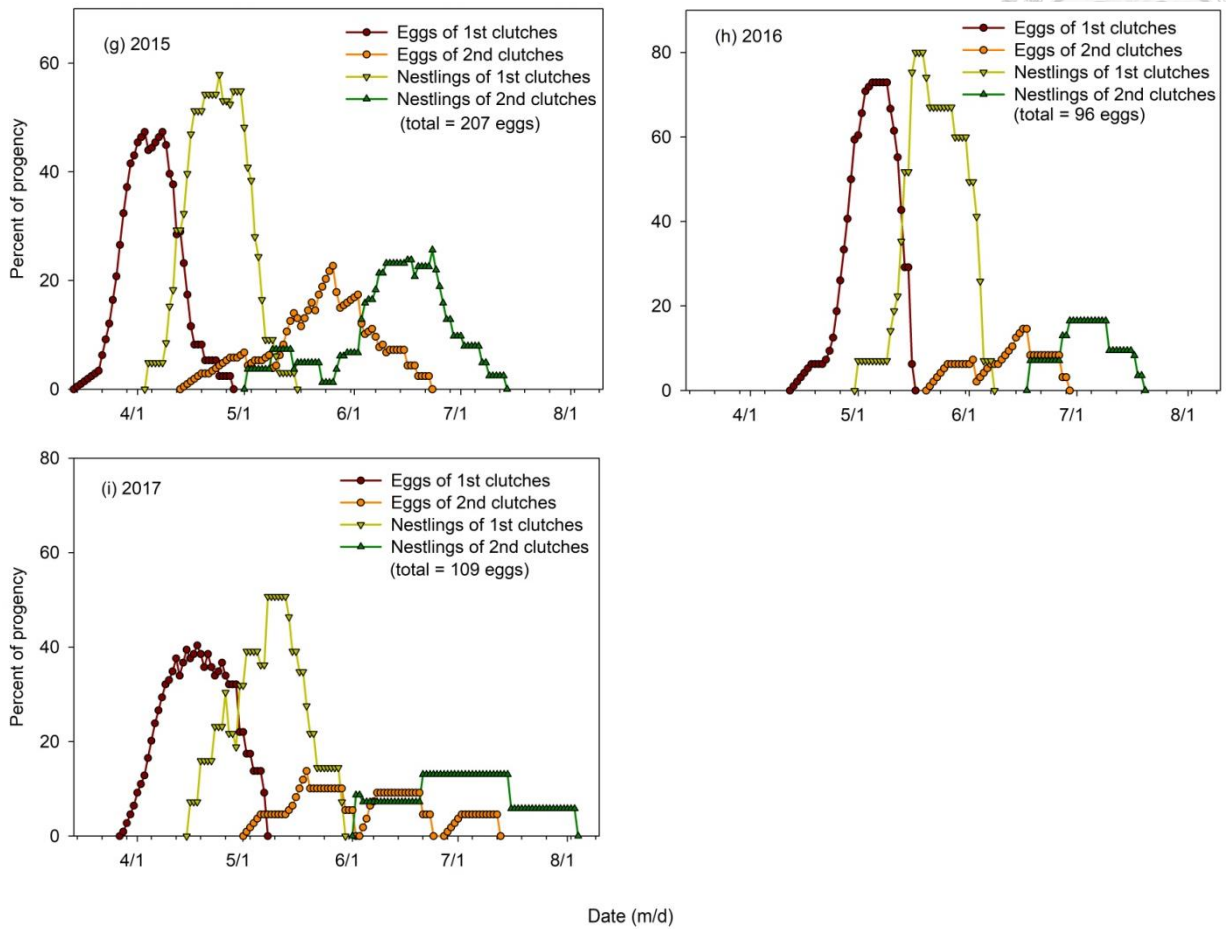 (g) 2015
Eggs of 1st clutches
Eggs of 2nd clutches
Nestlings of 1st clutches
Nestlings of 2nd clutches
(total = 207 eggs)
60
40
20
0
Percent of progency
4/1 5/1 6/1 7/1 8/1
(h) 2016
Eggs of 1st clutches
Eggs of 2nd clutches
Nestlings of 1st clutches
Nestlings of 2nd clutches
(total = 96 eggs)
80
60
40
20
0
4/1 5/1 6/1 7/1 8/1
(i) 2017
Eggs of 1st clutches
Eggs of 2nd clutches
Nestlings of 1st clutches
Nestlings of 2nd clutches
(total = 109 eggs)
80
60
40
20
0
Percent of progency
4/1 5/1 6/1 7/1 8/1
Date (m/d)